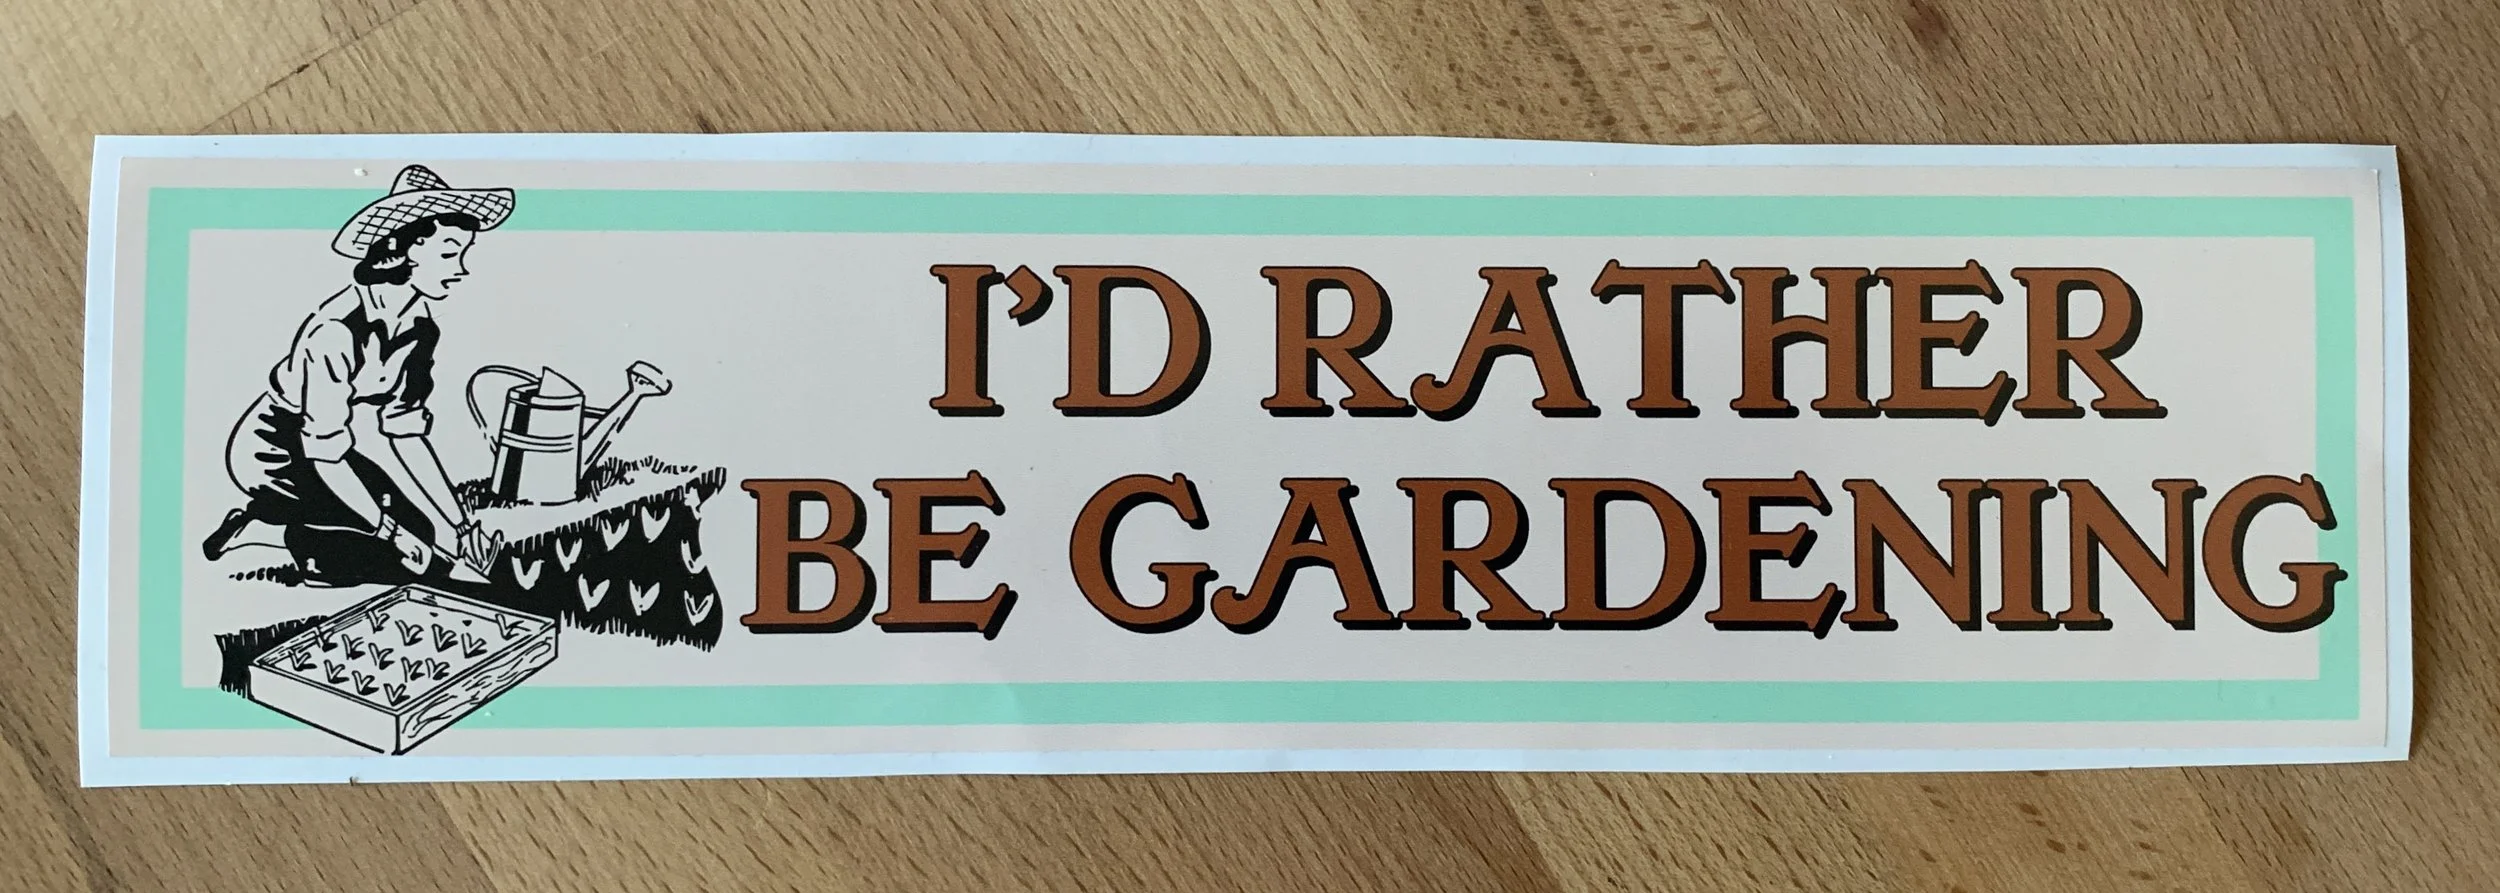 I'D RATHER
BE GARDENING